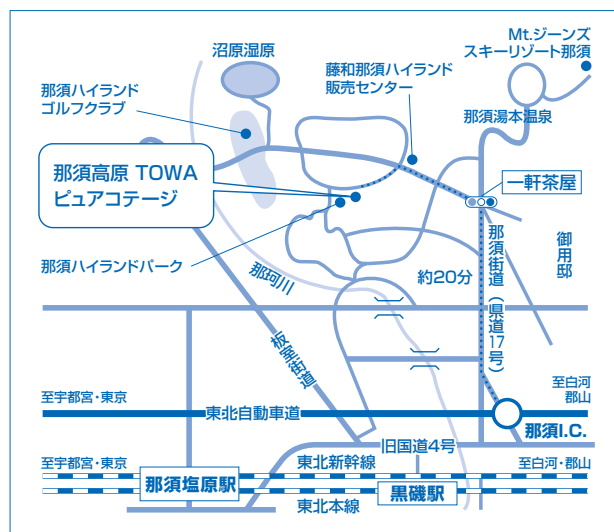 Mt.ジーンズ
スキーリゾート那須
沼原湿原
藤和那須ハイランド
販売センター
那須ハイランド
ゴルフクラブ
那須湯本温泉
那須高原 TOWA
ピュアコテージ
一軒茶屋
那須ハイランドパーク
那珂川
約20分
那須街道（県道17号）
御用邸
板室街道
至宇都宮・東京
東北自動車道
至白河
郡山
那須I.C.
旧国道4号
至宇都宮・東京
東北新幹線
至白河・郡山
那須塩原駅
黒磯駅
東北本線